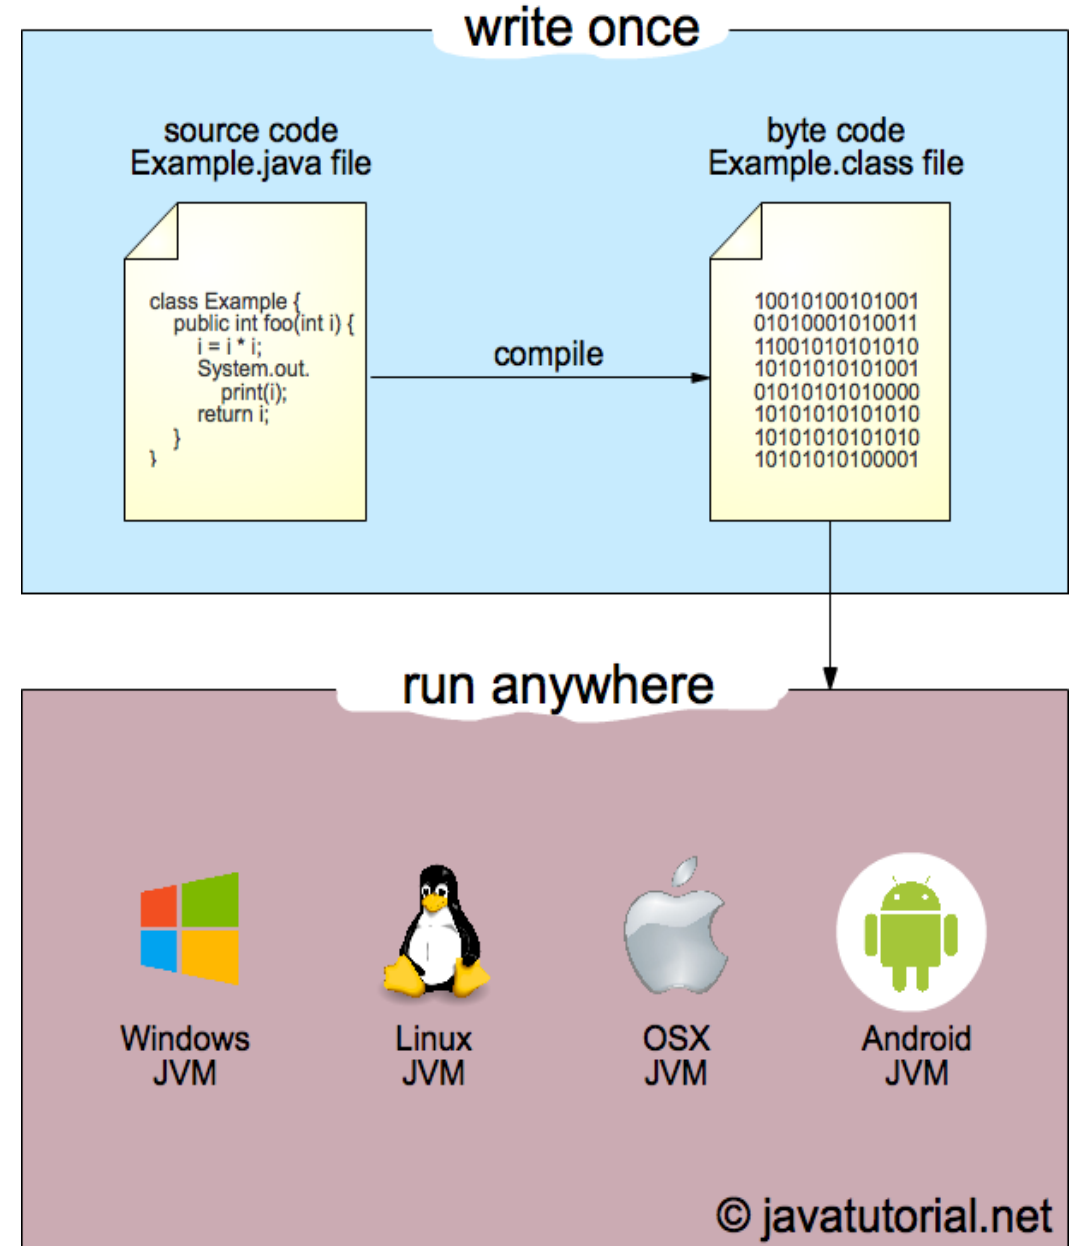 write once
source code
Example.java file
class Example {
public int foo(int i) {
i = i * i;
System.out.
print(i);
return i;
}
}
compile
byte code
Example.class file
10010100101001
01010001010011
11001010101010
10101010101001
01010101010000
10101010101010
10101010101010
10101010100001
run anywhere
Windows
JVM
Linux
JVM
OSX
JVM
Android
JVM
© javatutorial.net